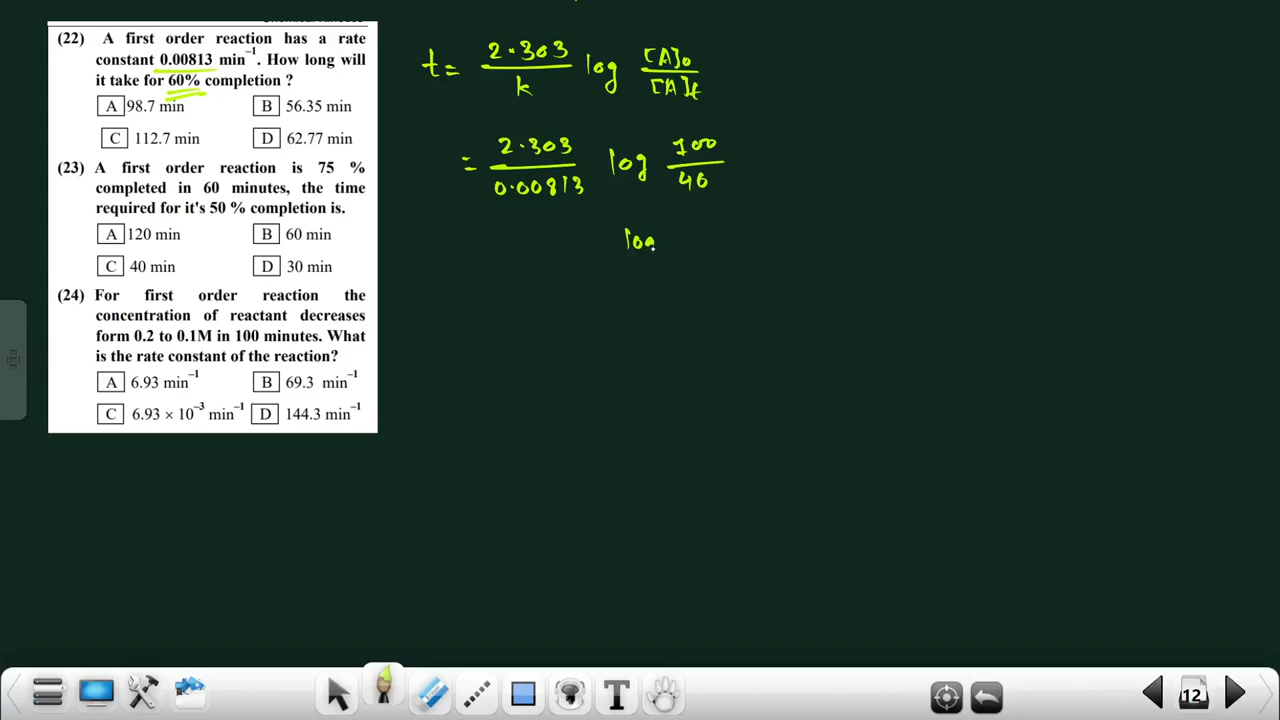 (22) A first order reaction has a rate
constant 0.00813 min⁻¹. How long will
it take for 60% completion ?
A 98.7 min B 56.35 min
C 112.7 min D 62.77 min
(23) A first order reaction is 75 %
completed in 60 minutes, the time
required for it's 50 % completion is.
A 120 min B 60 min
C 40 min D 30 min
(24) For first order reaction the
concentration of reactant decreases
form 0.2 to 0.1M in 100 minutes. What
is the rate constant of the reaction?
A 6.93 min⁻¹ B 69.3 min⁻¹
C 6.93 × 10⁻³ min⁻¹ D 144.3 min⁻¹
t = 2.303/k log [A]₀/[A]t
= 2.303/0.00813 log 100/40
log
12